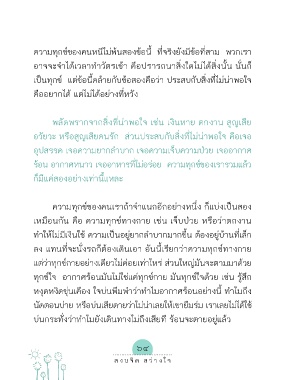 ความทุกข์ของคนหนีไม่พ้นสองข้อนี้ ที่จริงยังมีข้อที่สาม พวกเรา
อาจจะจำได้เวลาทำวัตรเช้า คือปรารถนาสิ่งใดไม่ได้สิ่งนั้น นั่นก็
เป็นทุกข์ แต่ข้อนี้คล้ายกับข้อสองคือว่า ประสบกับสิ่งที่ไม่น่าพอใจ
คืออยากได้ แต่ไม่ได้อย่างที่หวัง
พลัดพรากจากสิ่งที่น่าพอใจ เช่น เงินหาย ตกงาน สูญเสีย
อวัยวะ หรือสูญเสียคนรัก ส่วนประสบกับสิ่งที่ไม่น่าพอใจ คือเจอ
อุปสรรค เจอความยากลำบาก เจอความเจ็บความป่วย เจออากาศ
ร้อน อากาศหนาว เจออาหารที่ไม่อร่อย ความทุกข์ของเรารวมแล้ว
ก็มีแค่สองอย่างเท่านี้แหละ
ความทุกข์ของคนเราถ้าจำแนกอีกอย่างหนึ่ง ก็แบ่งเป็นสอง
เหมือนกัน คือ ความทุกข์ทางกาย เช่น เจ็บป่วย หรือว่าตกงาน
ทำให้ไม่มีเงินใช้ ความเป็นอยู่ยากลำบากมากขึ้น ต้องอยู่บ้านที่เล็ก
ลง แทนที่จะนั่งรถก็ต้องเดินเอา อันนี้เรียกว่าความทุกข์ทางกาย
แต่ว่าทุกข์กายอย่างเดียวไม่ค่อยเท่าไหร่ ส่วนใหญ่มันจะตามมาด้วย
ทุกข์ใจ อากาศร้อนมันไม่ใช่แค่ทุกข์กาย มันทุกข์ใจด้วย เช่น รู้สึก
หงุดหงิดขุ่นเคือง ใจบ่นพึมพำว่าทำไมอากาศร้อนอย่างนี้ ทำไมถึง
นัดตอนบ่าย หรือบ่นเสียดายว่าไม่น่าเลยให้เขายืมร่ม เราเลยไม่ได้ใช้
บ่นกระทั่งว่าทำไมยังเดินทางไม่ถึงเสียที ร้อนจะตายอยู่แล้ว
๖๔
สงบจิต สว่างใจ